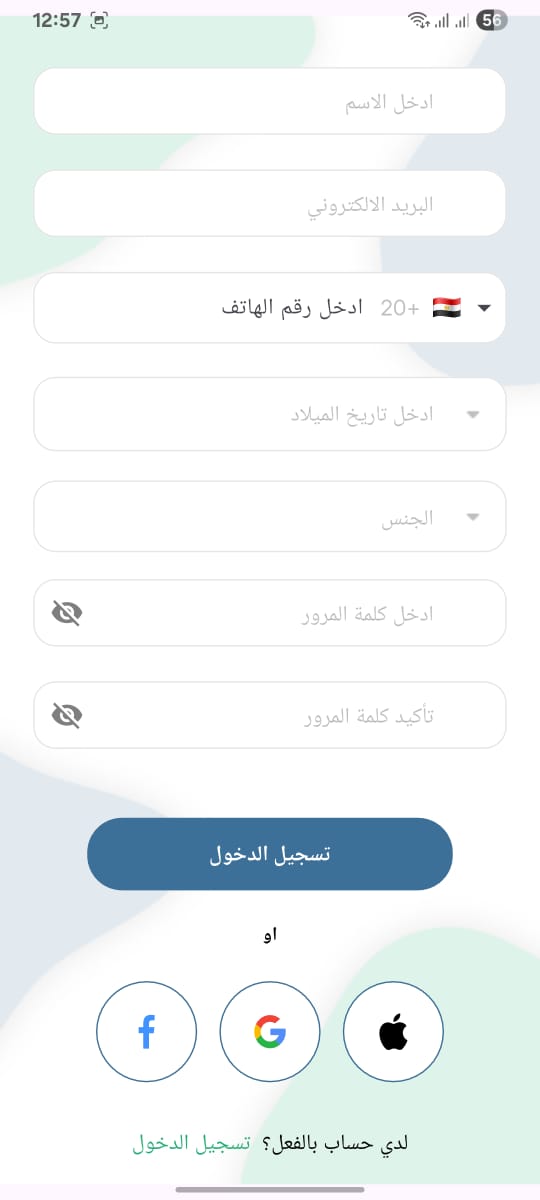 12:57
56
ادخل الاسم
البريد الالكتروني
20+ ادخل رقم الهاتف
ادخل تاريخ الميلاد
الجنس
ادخل كلمة المرور
تأكيد كلمة المرور
تسجيل الدخول
او
لدي حساب بالفعل؟ تسجيل الدخول